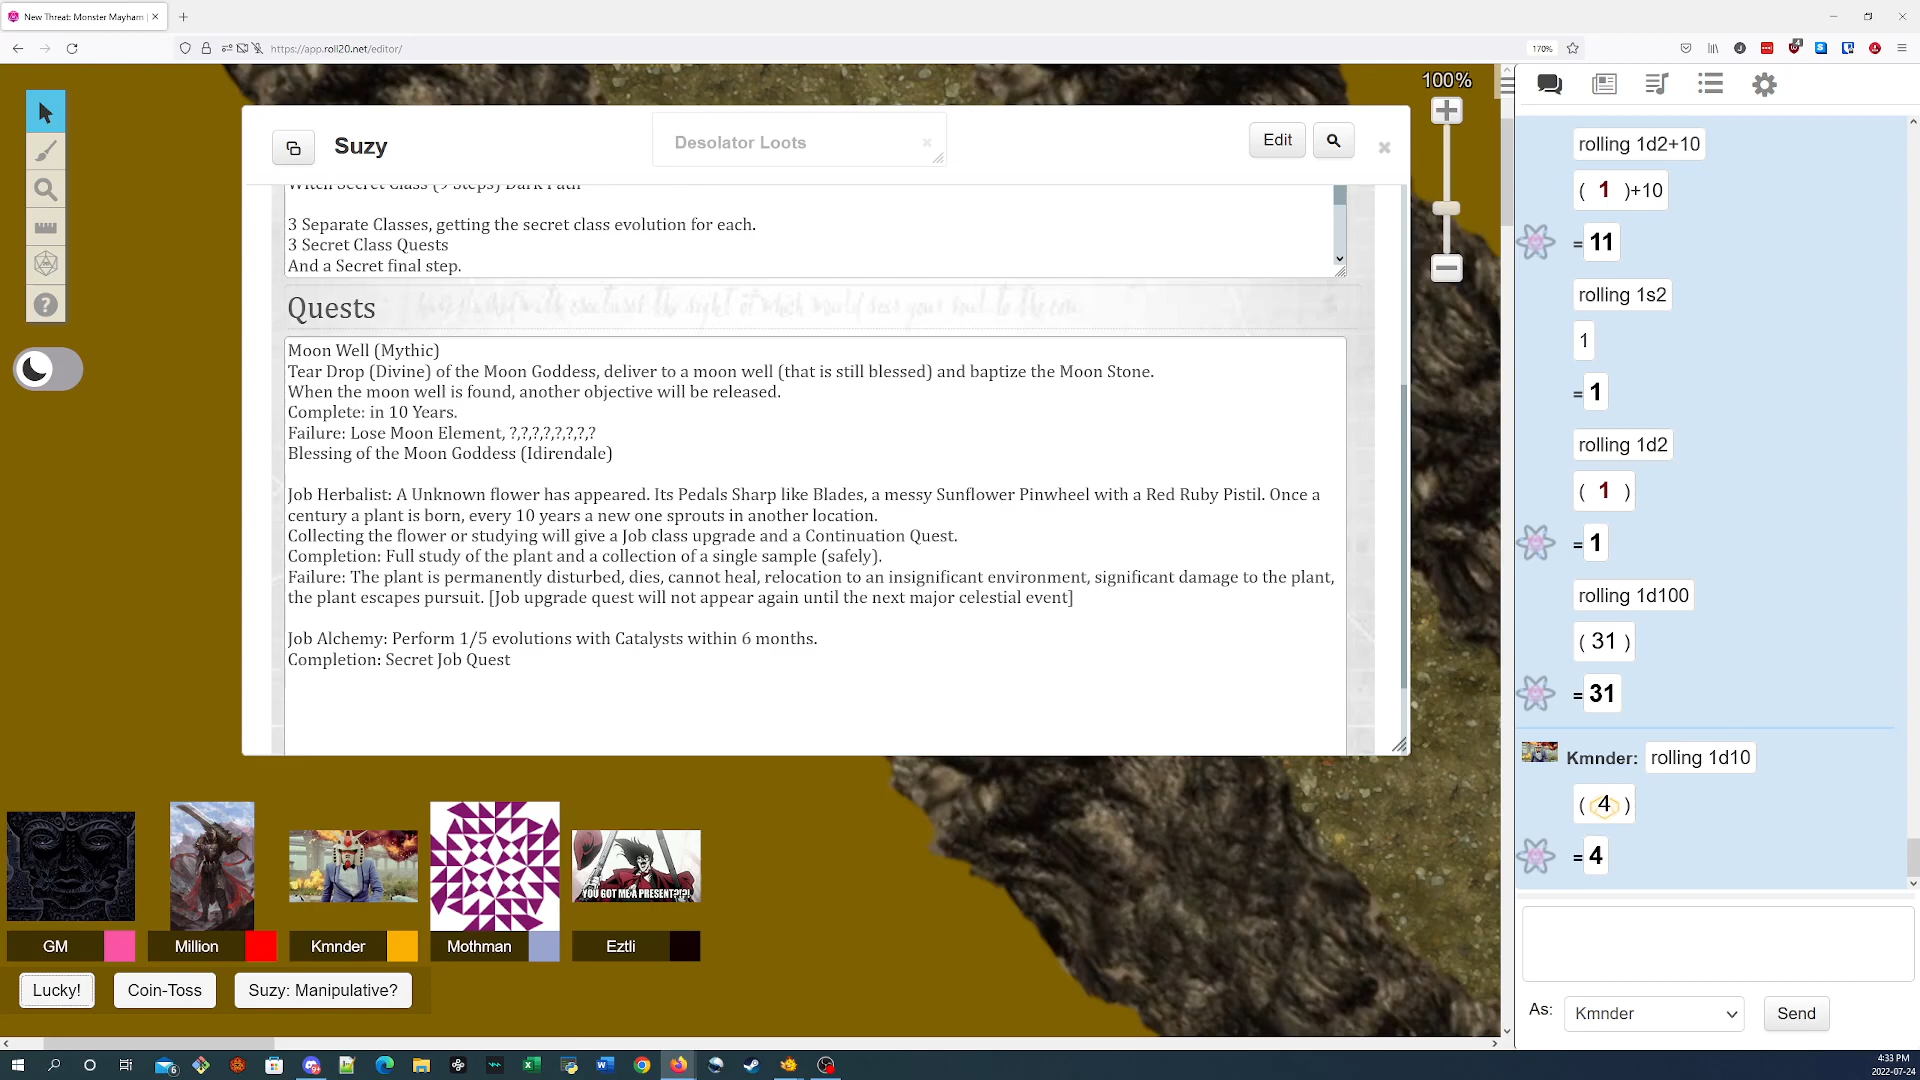 New Threat: Monster Mayham
https://app.roll20.net/editor/
170%
4
100%
Suzy
Desolator Loots
Edit
Witch Secret Class (9 Steps) Dark Path
3 Separate Classes, getting the secret class evolution for each.
3 Secret Class Quests
And a Secret final step.
Quests
Moon Well (Mythic)
Tear Drop (Divine) of the Moon Goddess, deliver to a moon well (that is still blessed) and baptize the Moon Stone.
When the moon well is found, another objective will be released.
Complete: in 10 Years.
Failure: Lose Moon Element, ?,?,?,?,?,?,?,?
Blessing of the Moon Goddess (Idirendale)
Job Herbalist: A Unknown flower has appeared. Its Pedals Sharp like Blades, a messy Sunflower Pinwheel with a Red Ruby Pistil. Once a
century a plant is born, every 10 years a new one sprouts in another location.
Collecting the flower or studying will give a Job class upgrade and a Continuation Quest.
Completion: Full study of the plant and a collection of a single sample (safely).
Failure: The plant is permanently disturbed, dies, cannot heal, relocation to an insignificant environment, significant damage to the plant,
the plant escapes pursuit. [Job upgrade quest will not appear again until the next major celestial event]
Job Alchemy: Perform 1/5 evolutions with Catalysts within 6 months.
Completion: Secret Job Quest
rolling 1d2+10
( 1 )+10
= 11
rolling 1s2
1
= 1
rolling 1d2
( 1 )
= 1
rolling 1d100
( 31 )
= 31
Kmnder: rolling 1d10
( 4 )
= 4
YOU GOT ME A PRESENT?!?!
GM
Million
Kmnder
Mothman
Eztli
Lucky!
Coin-Toss
Suzy: Manipulative?
As:
Kmnder
Send
6
4:33 PM
2022-07-24